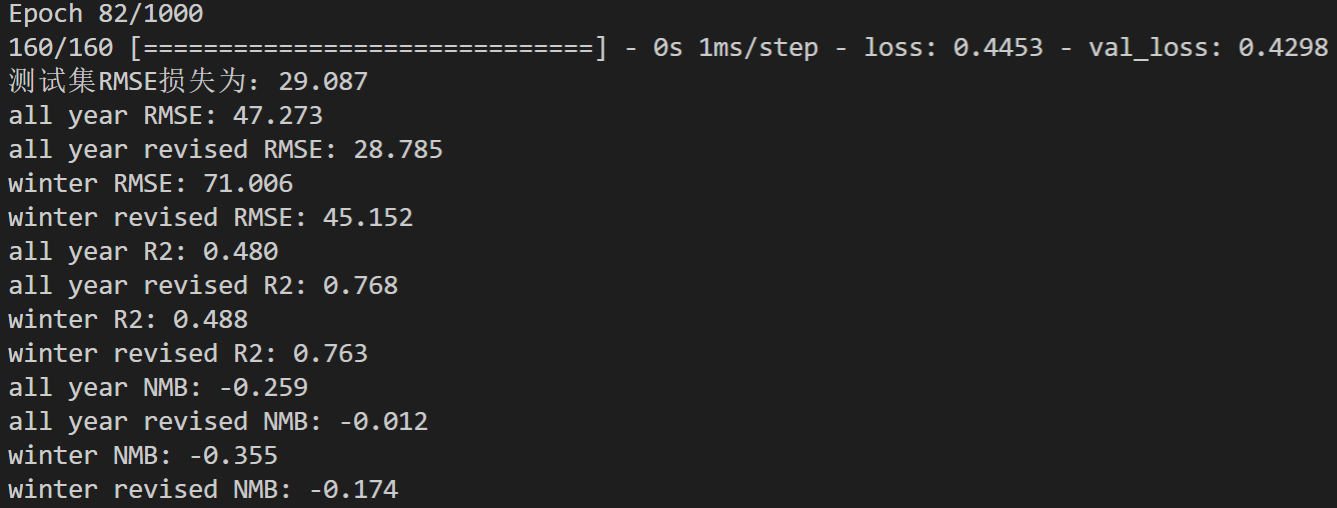 Epoch 82/1000
160/160 [==============================] - 0s 1ms/step - loss: 0.4453 - val_loss: 0.4298
测试集RMSE损失为：29.087
all year RMSE: 47.273
all year revised RMSE: 28.785
winter RMSE: 71.006
winter revised RMSE: 45.152
all year R2: 0.480
all year revised R2: 0.768
winter R2: 0.488
winter revised R2: 0.763
all year NMB: -0.259
all year revised NMB: -0.012
winter NMB: -0.355
winter revised NMB: -0.174